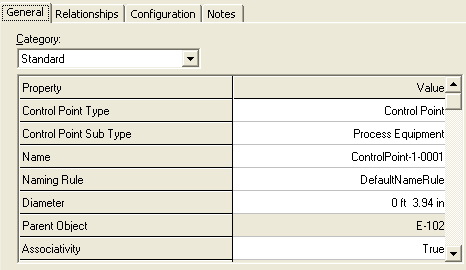 General Relationships Configuration Notes
Category:
Standard
Property Value
Control Point Type Control Point
Control Point Sub Type Process Equipment
Name ControlPoint-1-0001
Naming Rule DefaultNameRule
Diameter 0 ft  3.94 in
Parent Object E-102
Associativity True